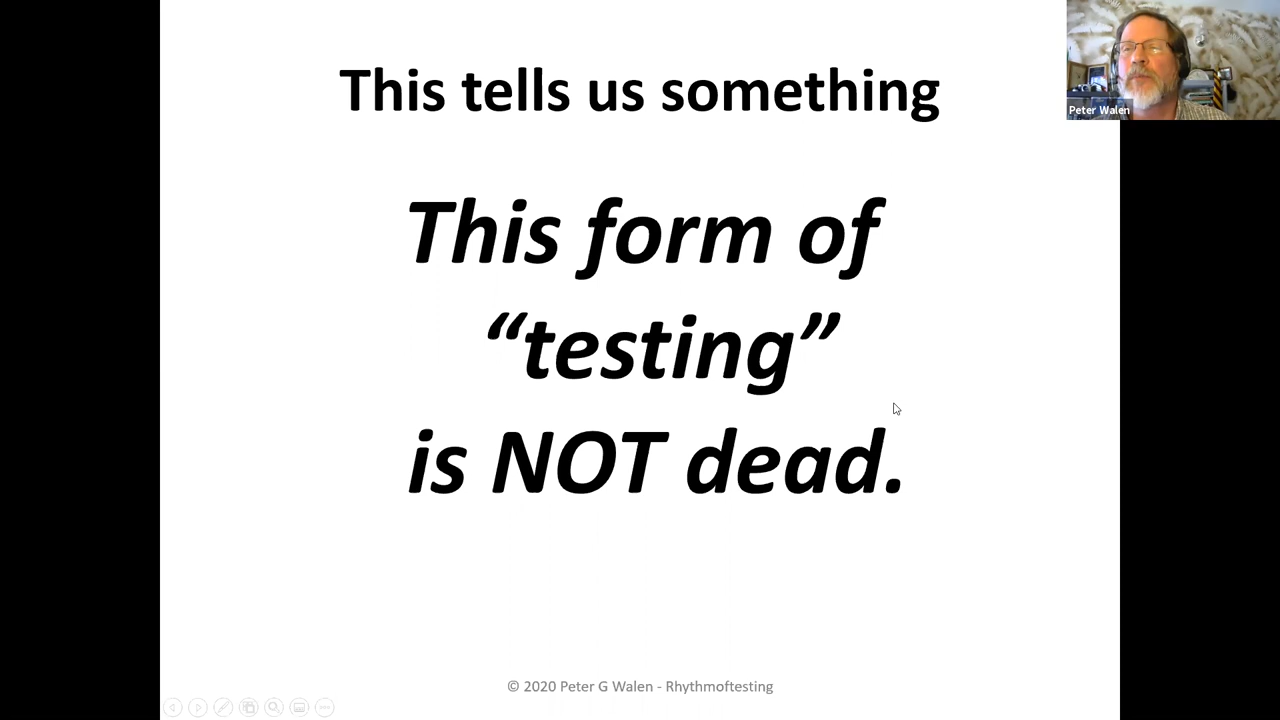 This tells us something
Peter Walen
This form of
“testing”
is NOT dead.
© 2020 Peter G Walen - Rhythmoftesting